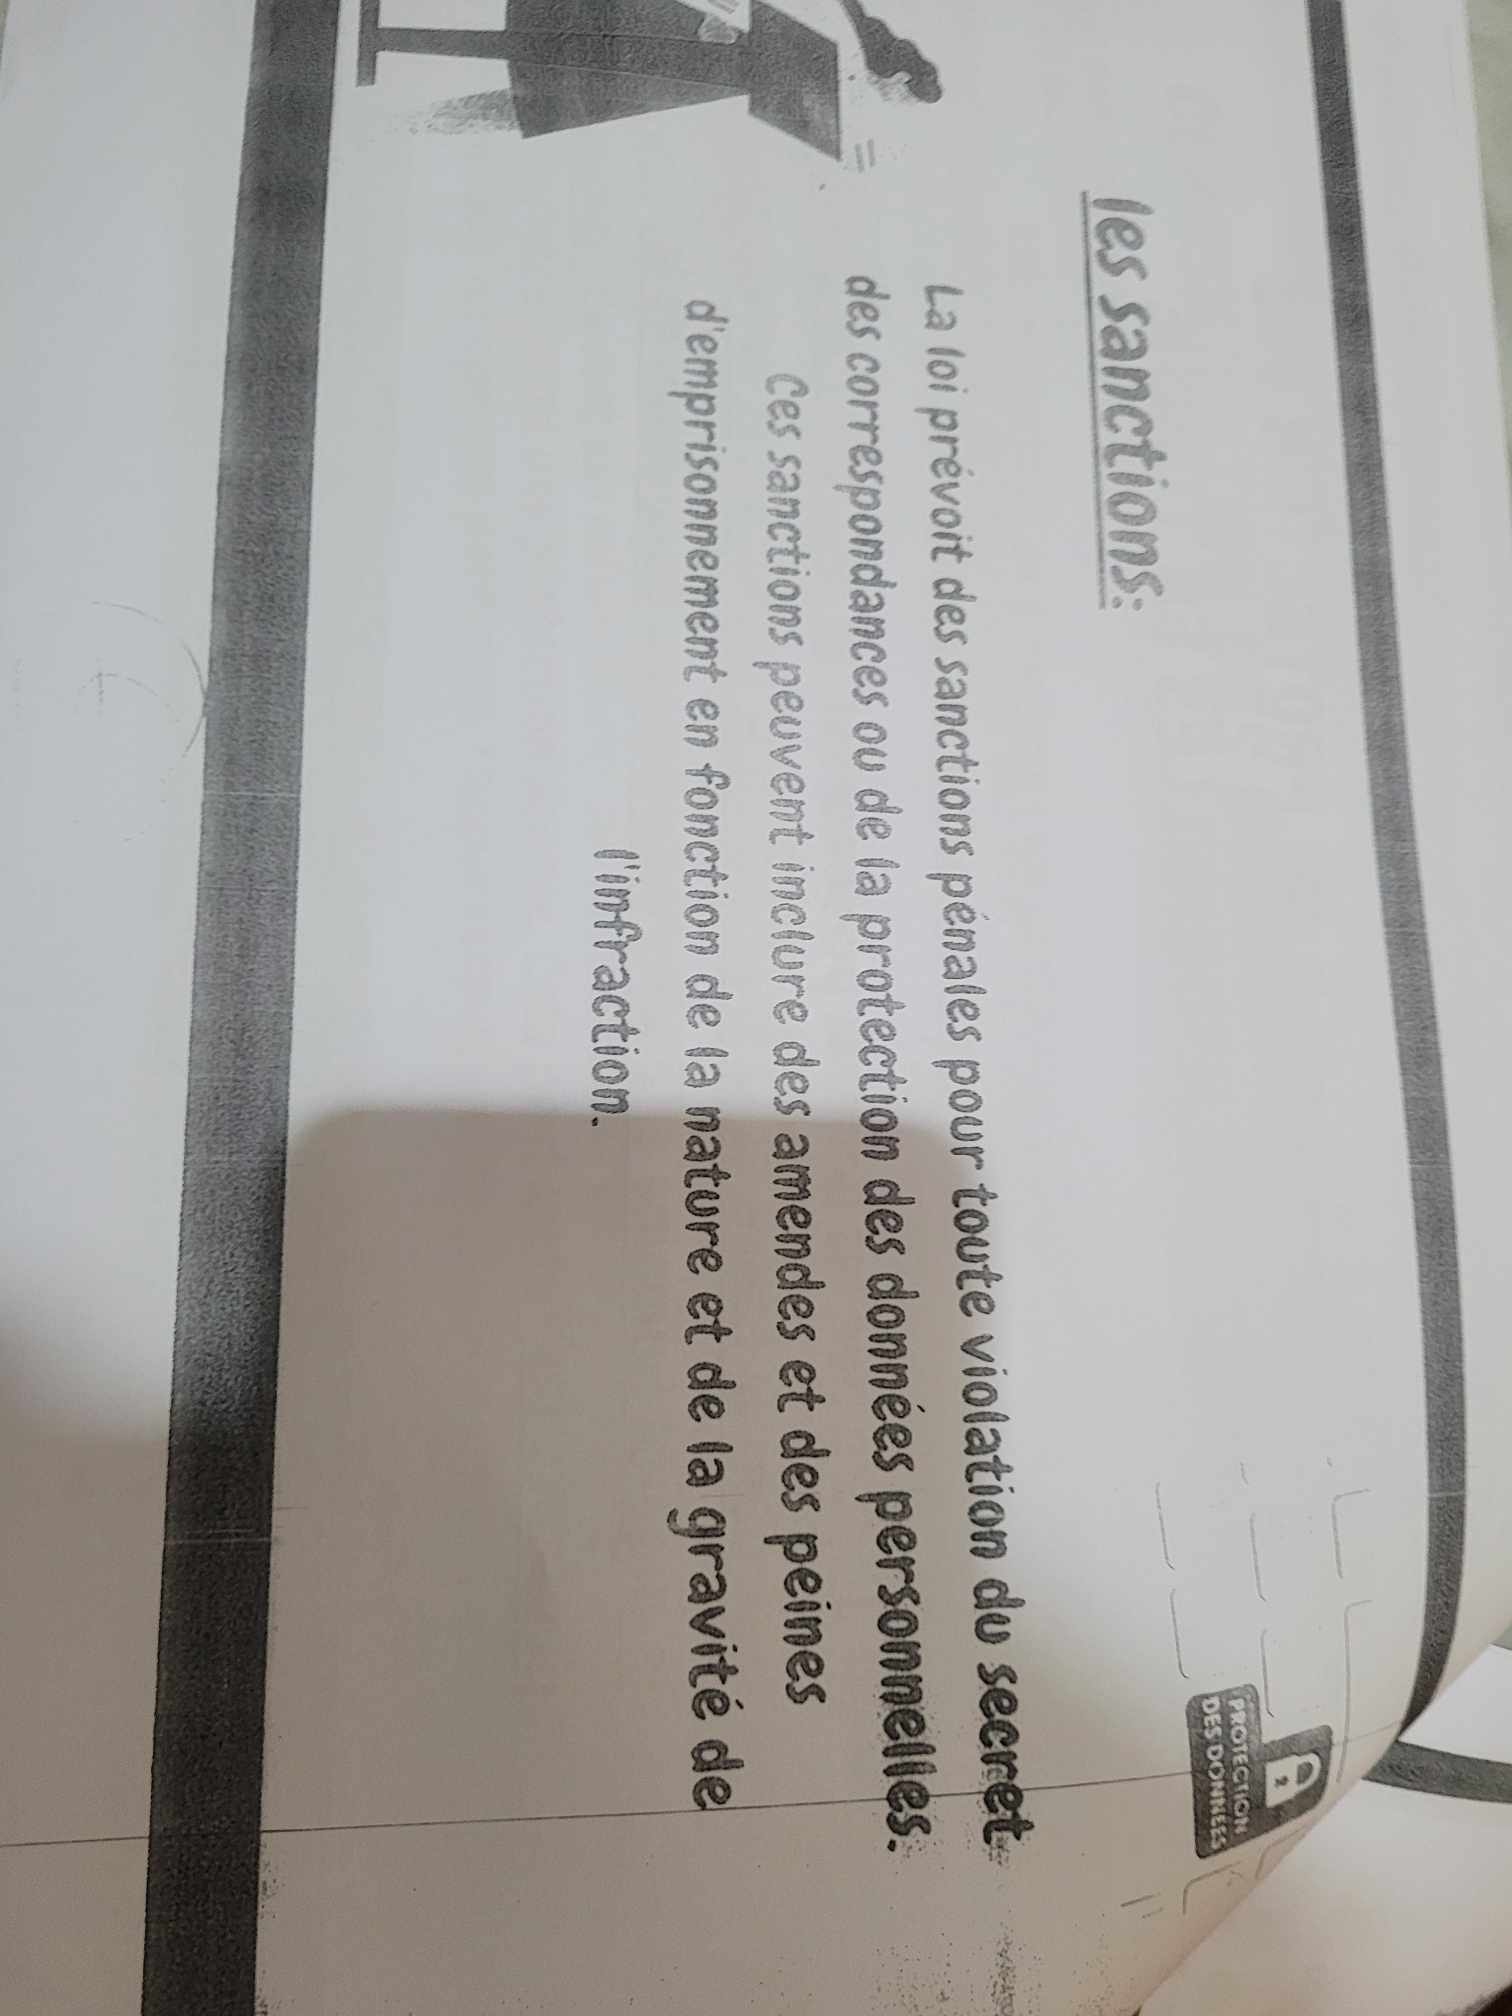 PROTECTION
DES DONNÉES
les sanctions:
La loi prévoit des sanctions pénales pour toute violation du secret
des correspondances ou de la protection des données personnelles.
Ces sanctions peuvent inclure des amendes et des peines
d'emprisonnement en fonction de la nature et de la gravité de
l'infraction.